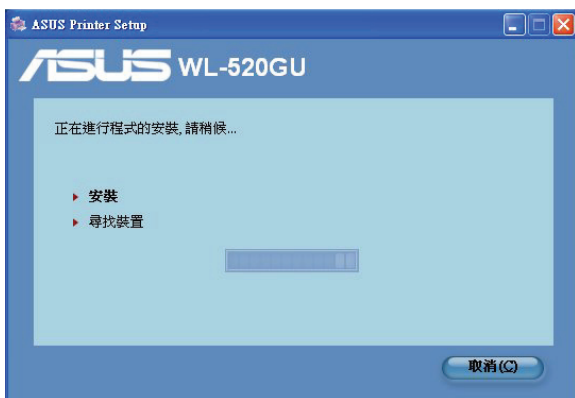 ASUS Printer Setup
ASUS WL-520GU
正在進行程式的安裝, 請稍候...
安裝
尋找裝置
取消(C)